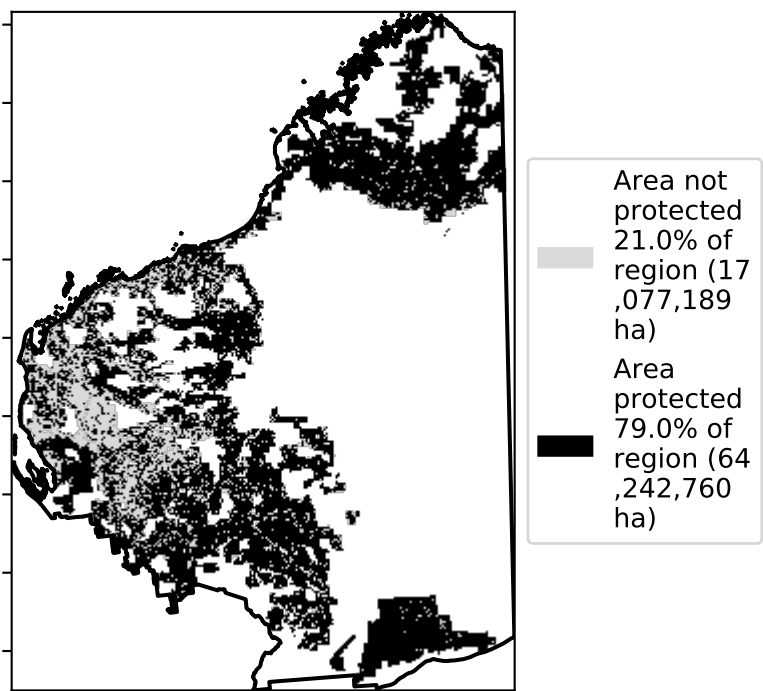 Area not
protected
21.0% of
region (17
,077,189
ha)
Area
protected
79.0% of
region (64
,242,760
ha)